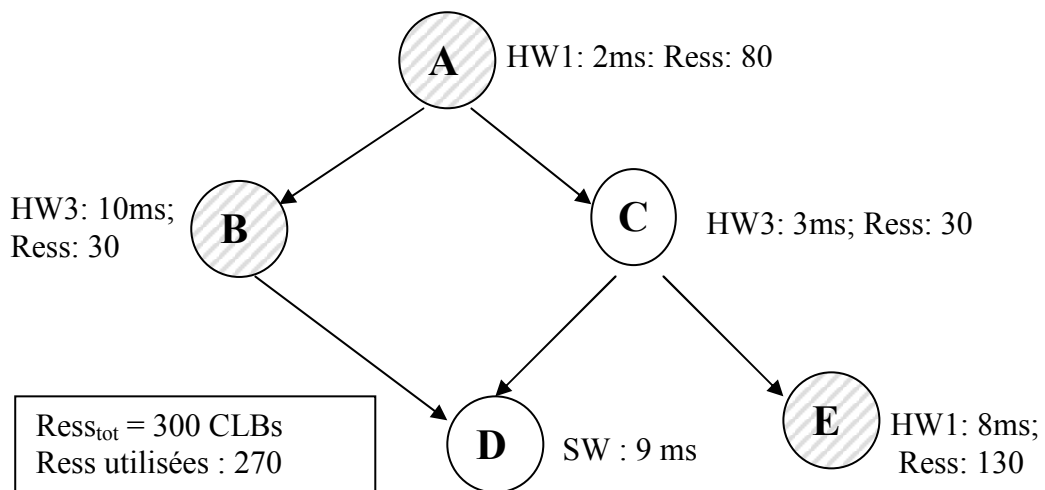 A
HW1: 2ms: Ress: 80
HW3: 10ms;
Ress: 30
B
C
HW3: 3ms; Ress: 30
Ress_tot = 300 CLBs
Ress utilisées : 270
D
SW : 9 ms
E
HW1: 8ms;
Ress: 130